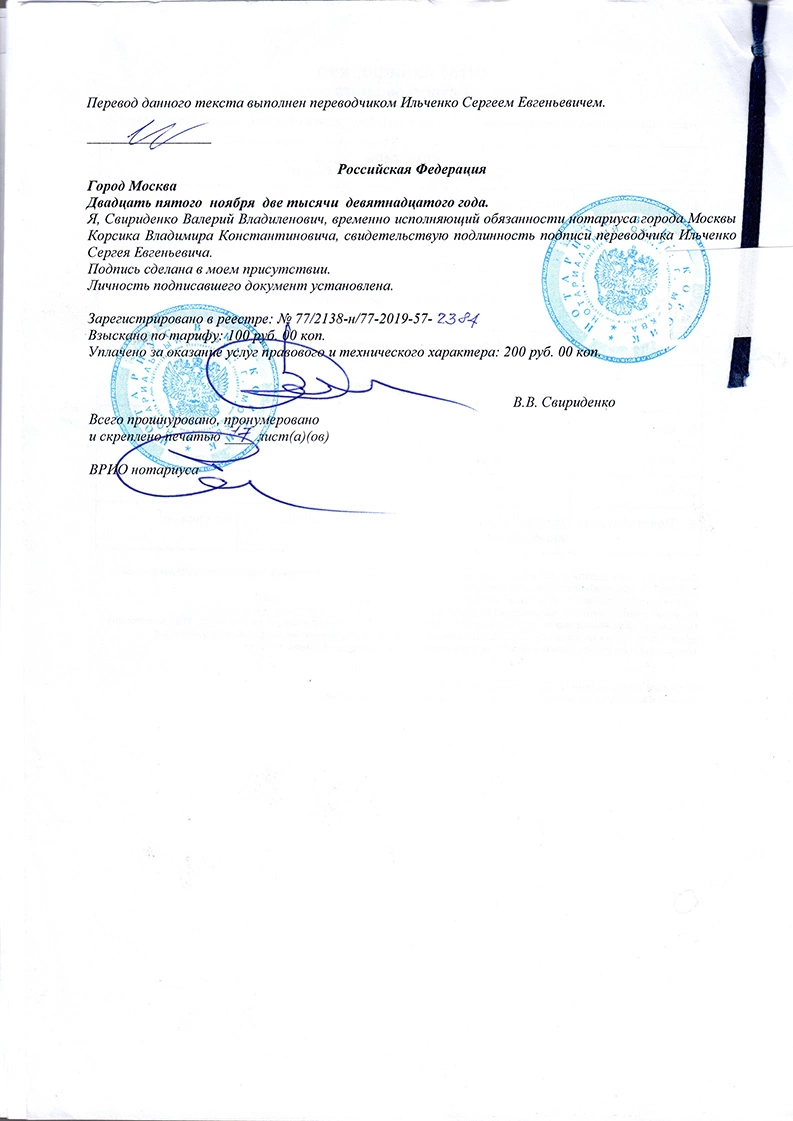 Перевод данного текста выполнен переводчиком Ильченко Сергеем Евгеньевичем.
Российская Федерация
Город Москва
Двадцать пятого ноября две тысячи девятнадцатого года.
Я, Свириденко Валерий Владиленович, временно исполняющий обязанности нотариуса города Москвы
Корсика Владимира Константиновича, свидетельствую подлинность подписи переводчика Ильченко
Сергея Евгеньевича.
Подпись сделана в моем присутствии.
Личность подписавшего документ установлена.
Зарегистрировано в реестре: № 77/2138-н/77-2019-57- 2384
Взыскано по тарифу: 100 руб. 00 коп.
Уплачено за оказание услуг правового и технического характера: 200 руб. 00 коп.
В.В. Свириденко
Всего прошнуровано, пронумеровано
и скреплено печатью 17 лист(а)(ов)
ВРИО нотариуса